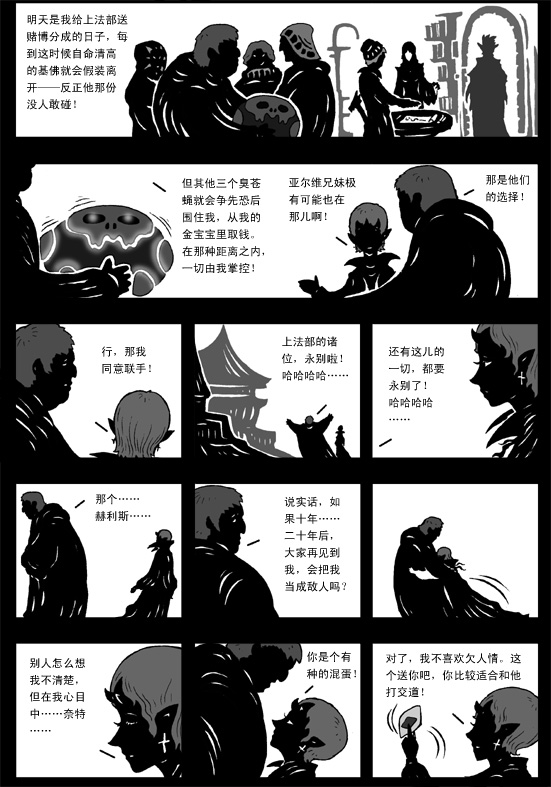 明天是我给上法部送
赌博分成的日子，每
到这时候自命清高
的基佛就会假装离
开——反正他那份
没人敢碰！
但其他三个臭苍
蝇就会争先恐后
围住我，从我的
金宝宝里取钱。
在那种距离之内，
一切由我掌控！
亚尔维兄妹极
有可能也在
那儿啊！
那是他们
的选择！
行，那我
同意联手！
上法部的诸
位，永别啦！
哈哈哈哈……
还有这儿的
一切，都要
永别了！
哈哈哈哈
……
那个……
赫利斯……
说实话，如
果十年……
二十年后，
大家再见到
我，会把我
当成敌人吗？
别人怎么想
我不清楚，
但在我心目
中……奈特
……
你是个有
种的混蛋！
对了，我不喜欢欠人情。这
个送你吧，你比较适合和他
打交道！